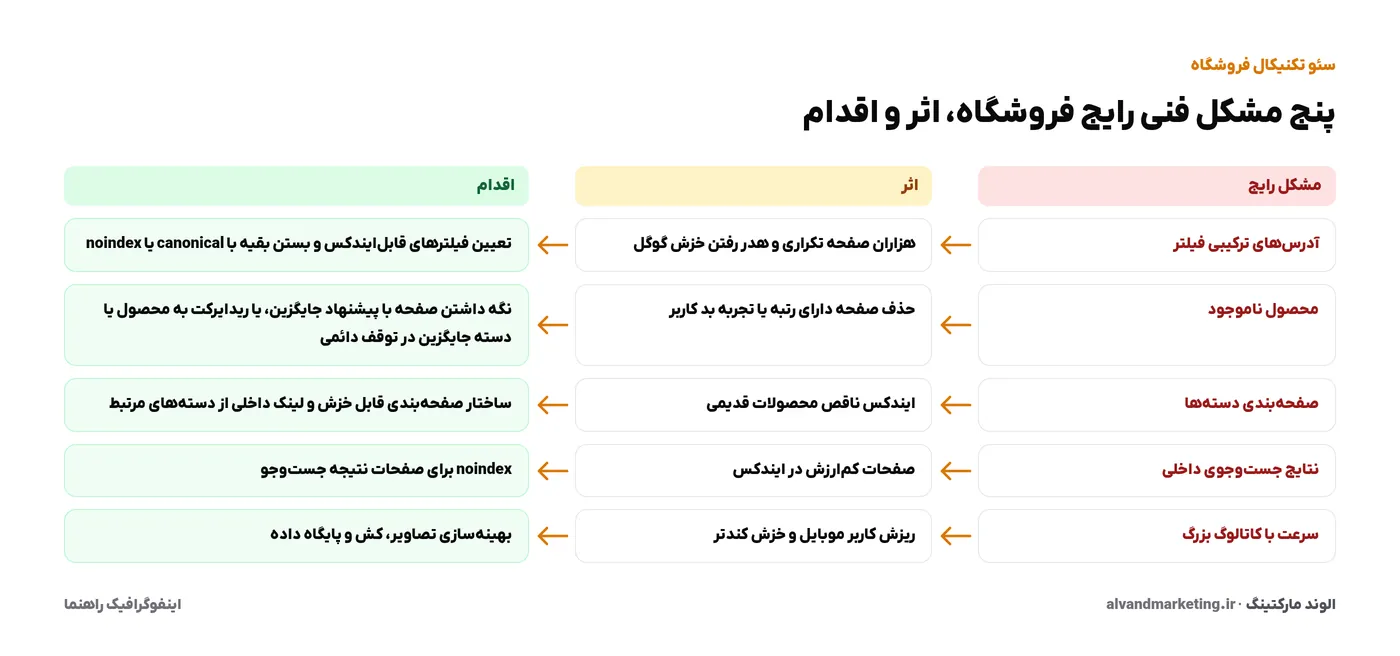 سئو تکنیکال فروشگاه
پنج مشکل فنی رایج فروشگاه، اثر و اقدام
مشکل رایج
اثر
اقدام
آدرس‌های ترکیبی فیلتر
هزاران صفحه تکراری و هدر رفتن خزش گوگل
تعیین فیلترهای قابل‌ایندکس و بستن بقیه با canonical یا noindex
محصول ناموجود
حذف صفحه دارای رتبه یا تجربه بد کاربر
نگه داشتن صفحه با پیشنهاد جایگزین، یا ریدایرکت به محصول یا
دسته جایگزین در توقف دائمی
صفحه‌بندی دسته‌ها
ایندکس ناقص محصولات قدیمی
ساختار صفحه‌بندی قابل خزش و لینک داخلی از دسته‌های مرتبط
نتایج جست‌وجوی داخلی
صفحات کم‌ارزش در ایندکس
noindex برای صفحات نتیجه جست‌وجو
سرعت با کاتالوگ بزرگ
ریزش کاربر موبایل و خزش کندتر
بهینه‌سازی تصاویر، کش و پایگاه داده
الوند مارکتینگ · alvandmarketing.ir
اینفوگرافیک راهنما